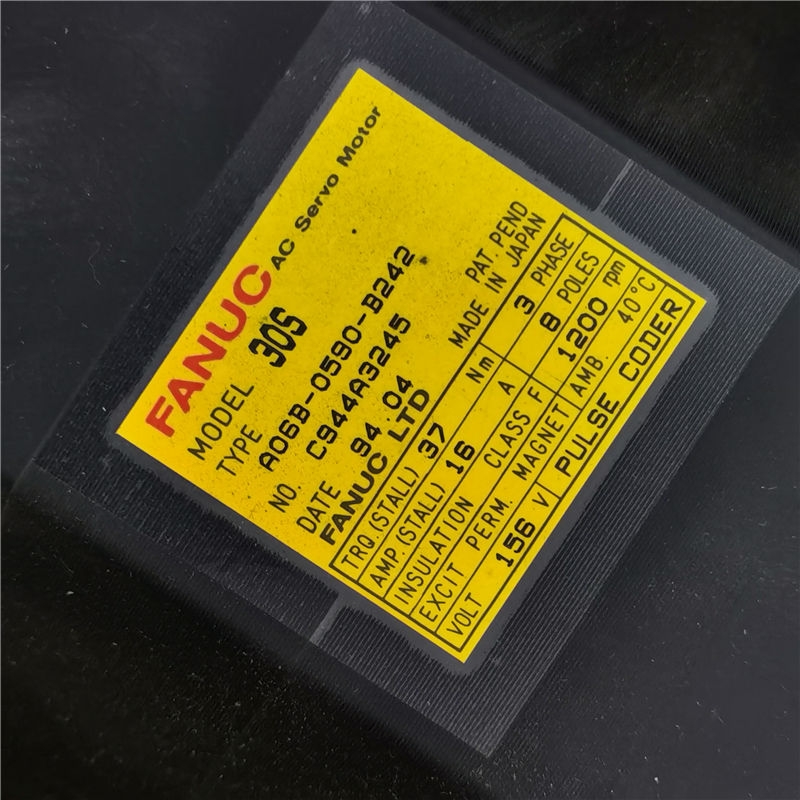 FANUC AC Servo Motor
MODEL 30S
TYPE A06B-0590-B242
NO. C944A3245
DATE 94.04
PAT. PEND
FANUC LTD MADE IN JAPAN
TRQ.(STALL) 37 Nm 3 PHASE
AMP.(STALL) 16 A 8 POLES
INSULATION CLASS F 1200 rpm
EXCIT PERM. MAGNET AMB. 40°C
VOLT 156 V PULSE CODER